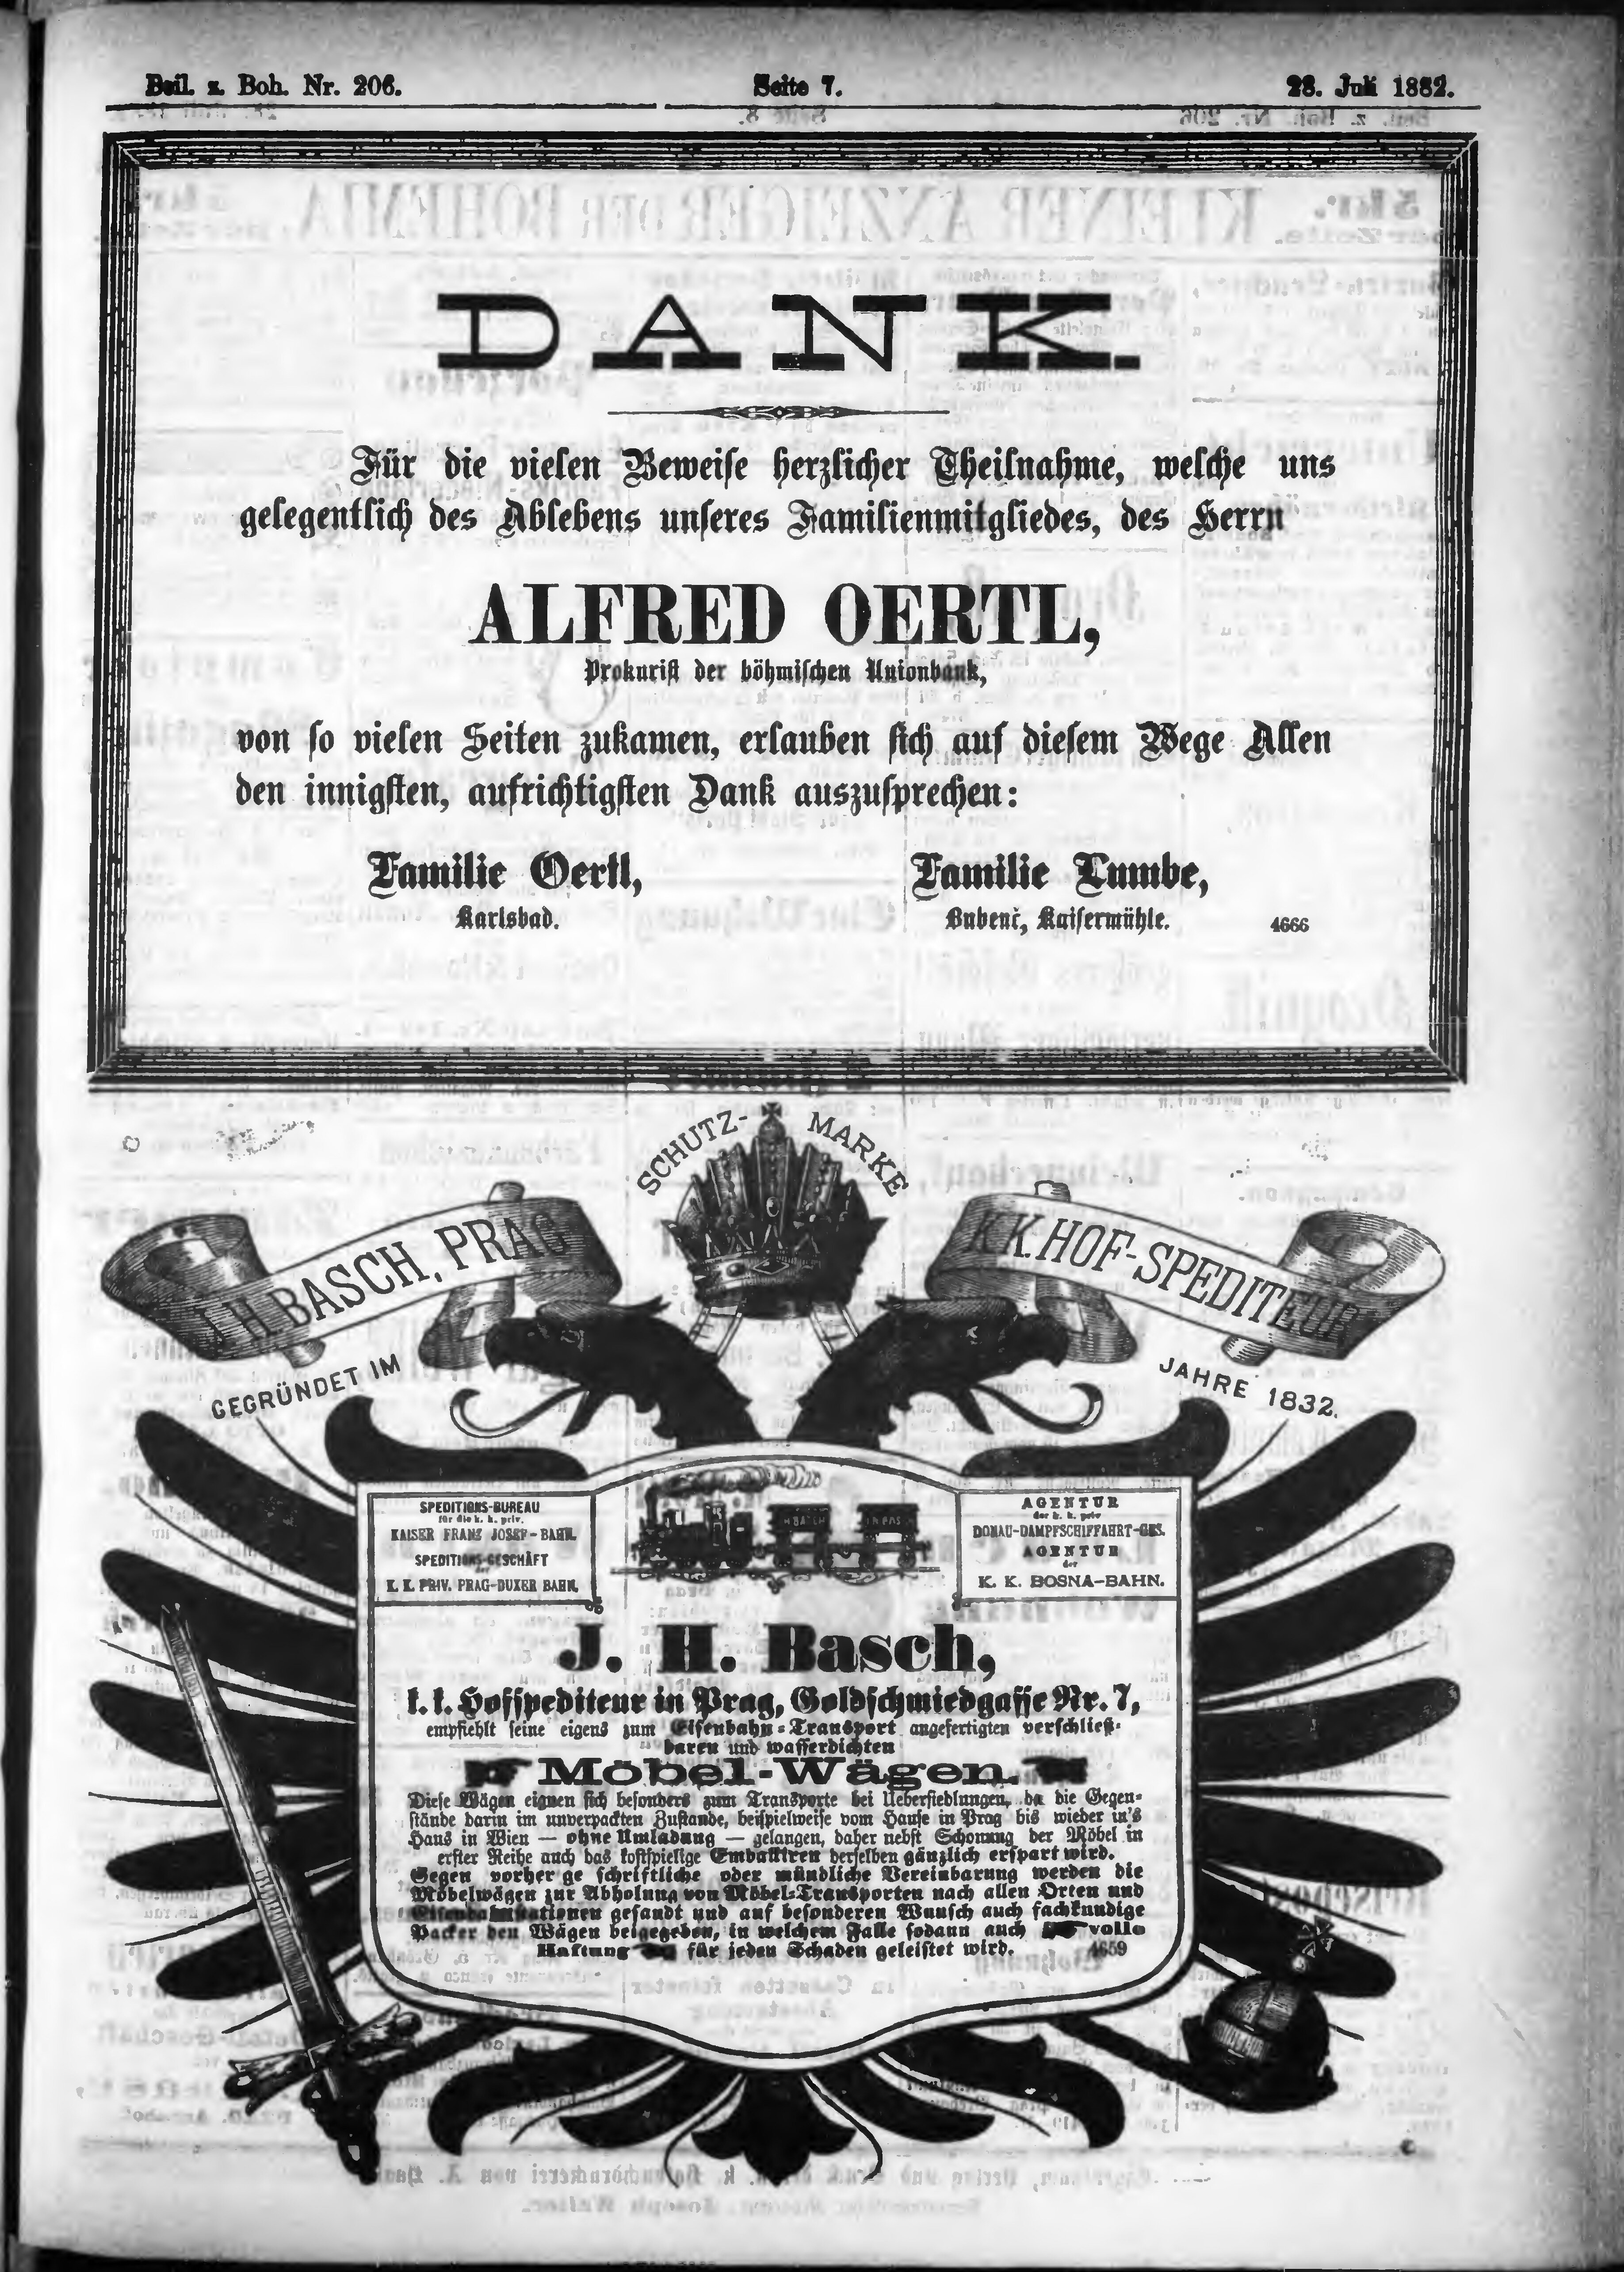 Beil. z. Boh. Nr. 206.
Seite 7.
28. Juli 1882.
DANK.
Für die vielen Beweise herzlicher Theilnahme, welche uns
gelegentlich des Ablebens unseres Familienmitgliedes, des Herrn
ALFRED OERTL,
Prokurist der böhmischen Unionbank,
von so vielen Seiten zukamen, erlauben sich auf diesem Wege Allen
den innigsten, aufrichtigsten Dank auszusprechen:
Familie Oertl,
Karlsbad.
Familie Lumbe,
Bubenč, Kaisermühle.
4666
SCHUTZ-MARKE
J. H. BASCH, PRAG
K.K. HOF-SPEDITEUR
GEGRÜNDET IM
JAHRE 1832.
SPEDITIONS-BUREAU
für die k. k. priv.
KAISER FRANZ JOSEF-BAHN.
SPEDITIONS-GESCHÄFT
der
K. K. PRIV. PRAG-DUXER BAHN.
AGENTUR
der k. k. priv
DONAU-DAMPFSCHIFFAHRT-GES.
AGENTUR
der
K. K. BOSNA-BAHN.
J. H. Basch,
k. k. Hofspediteur in Prag, Goldschmiedgasse Nr. 7,
empfiehlt seine eigens zum Eisenbahn-Transport angefertigten verschließ-
baren und wasserdichten
Möbel-Wägen.
Diese Wägen eignen sich besonders zum Transporte bei Uebersiedlungen, da die Gegen-
stände darin im unverpackten Zustande, beispielweise vom Hause in Prag bis wieder in's
Haus in Wien — ohne Umladung — gelangen, daher nebst Schonung der Möbel in
erster Reihe auch das kostspielige Emballiren derselben gänzlich erspart wird.
Gegen vorher ge schriftliche oder mündliche Vereinbarung werden die
Möbelwägen zur Abholung von Möbel-Transporten nach allen Orten und
Eisenbahnstationen gesandt und auf besonderen Wunsch auch fachkundige
Packer den Wägen beigegeben, in welchem Falle sodann auch volle
Haftung für jeden Schaden geleistet wird. 4659